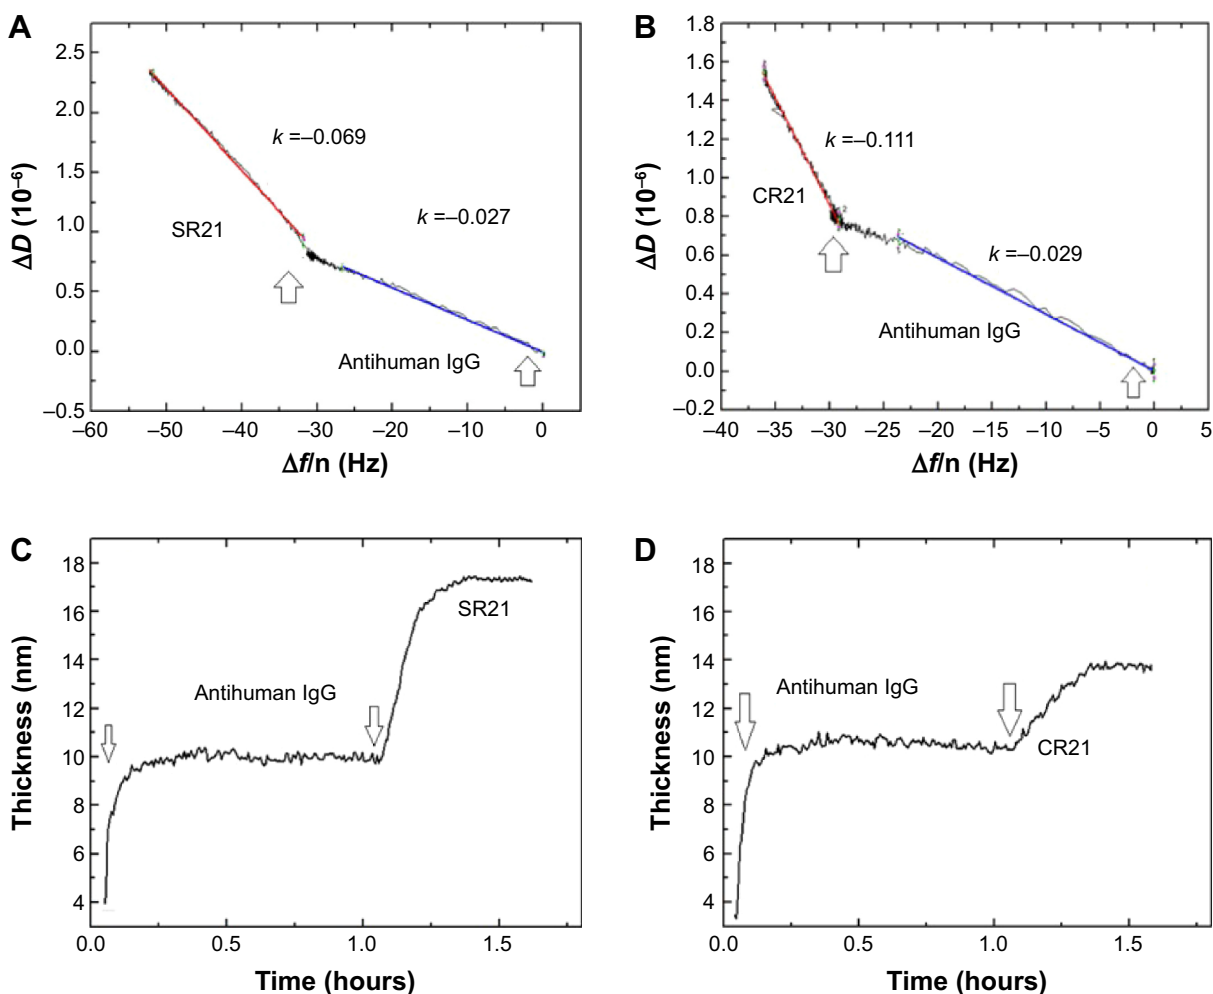 A
2.5
2.0
1.5
1.0
0.5
0.0
–0.5
ΔD (10⁻⁶)
k =–0.069
k =–0.027
SR21
Antihuman IgG
–60 –50 –40 –30 –20 –10 0
Δf/n (Hz)
B
1.8
1.6
1.4
1.2
1.0
0.8
0.6
0.4
0.2
0.0
–0.2
ΔD (10⁻⁶)
k =–0.111
CR21
k =–0.029
Antihuman IgG
–40 –35 –30 –25 –20 –15 –10 –5 0 5
Δf/n (Hz)
C
18
16
14
12
10
8
6
4
Thickness (nm)
SR21
Antihuman IgG
0.0 0.5 1.0 1.5
Time (hours)
D
18
16
14
12
10
8
6
4
Thickness (nm)
Antihuman IgG
CR21
0.0 0.5 1.0 1.5
Time (hours)